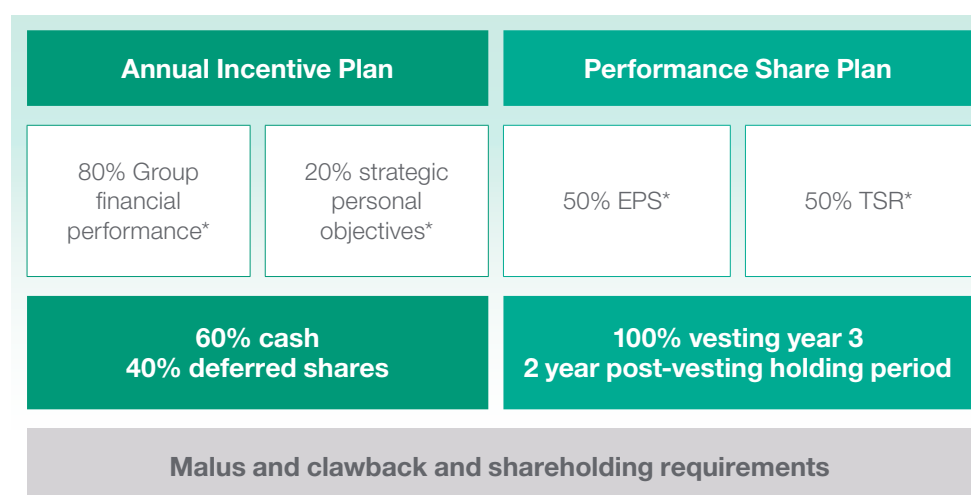 Annual Incentive Plan
Performance Share Plan
80% Group
financial
performance*
20% strategic
personal
objectives*
50% EPS*
50% TSR*
60% cash
40% deferred shares
100% vesting year 3
2 year post-vesting holding period
Malus and clawback and shareholding requirements